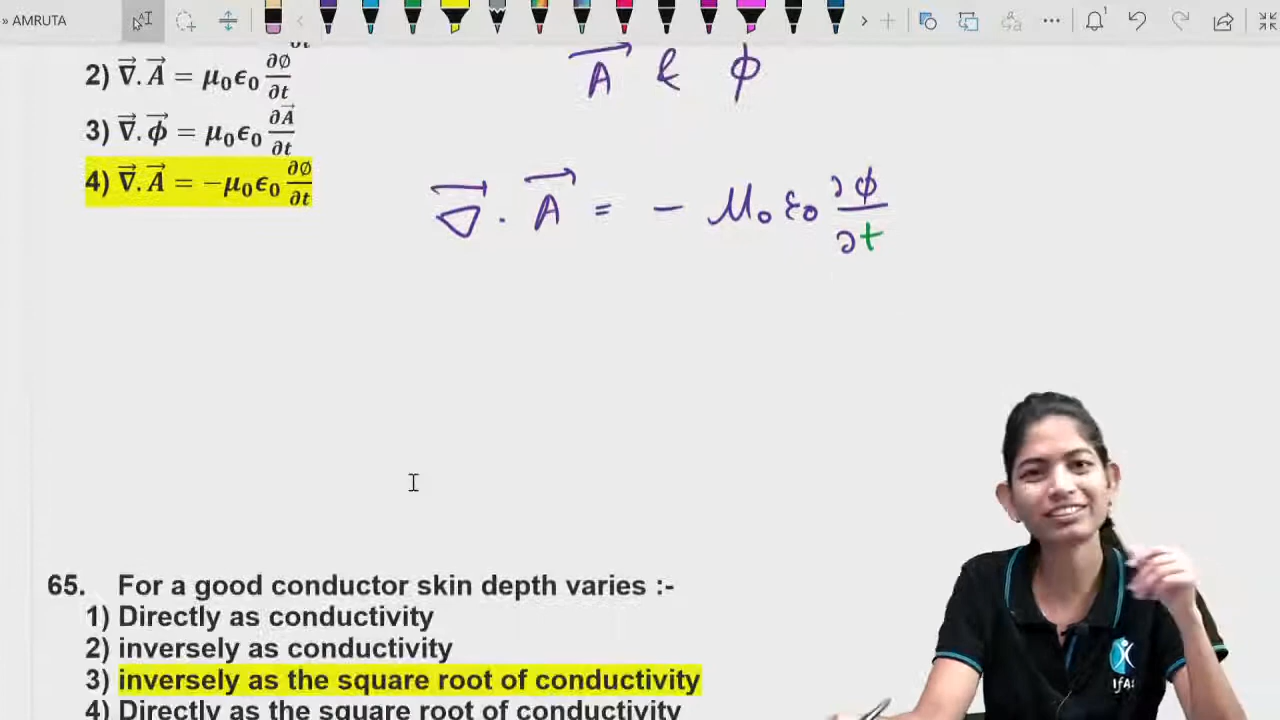 » AMRUTA
A⃗ & ϕ
2) ∇⃗.A⃗ = μ₀ϵ₀ ∂∅/∂t
3) ∇⃗.ϕ⃗ = μ₀ϵ₀ ∂A⃗/∂t
4) ∇⃗.A⃗ = −μ₀ϵ₀ ∂∅/∂t
∇⃗ . A⃗ = − μ₀ ε₀ ∂ϕ/∂t
65. For a good conductor skin depth varies :-
1) Directly as conductivity
2) inversely as conductivity
3) inversely as the square root of conductivity
4) Directly as the square root of conductivity
IfAS